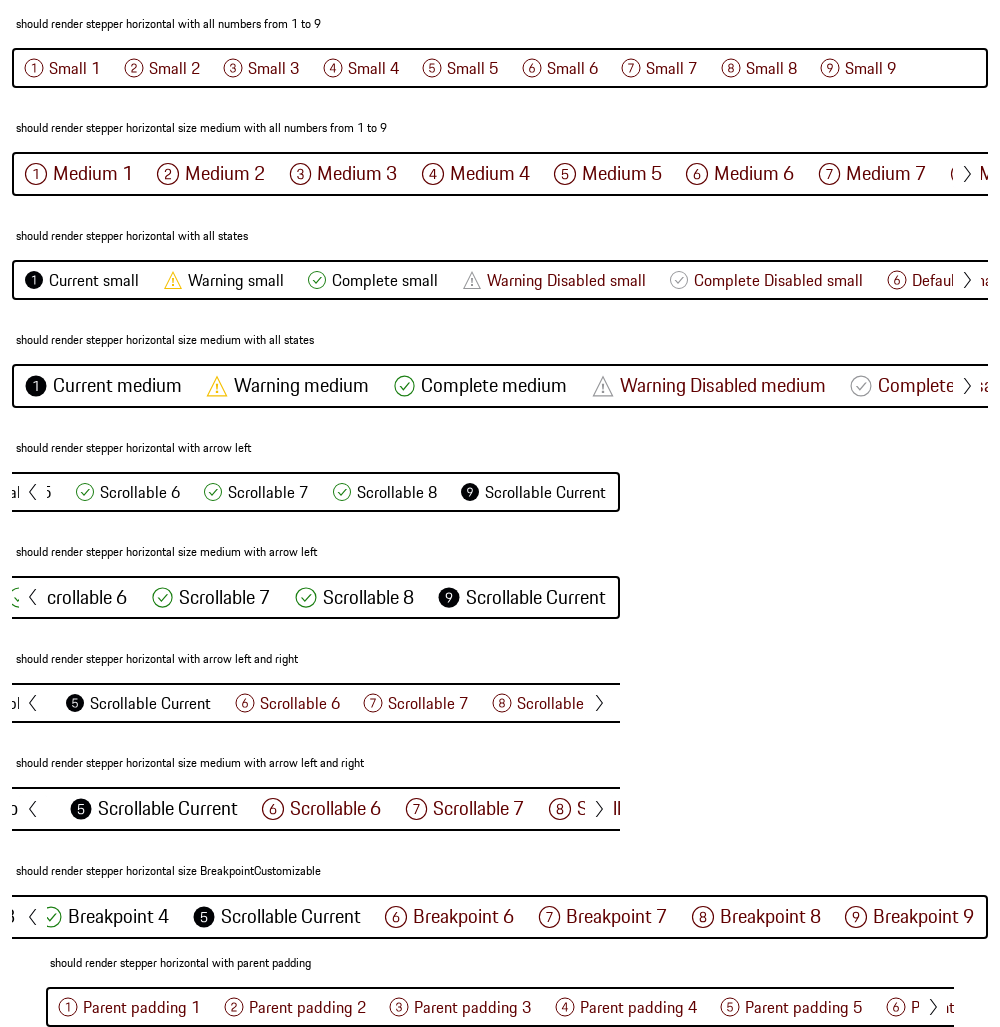 should render stepper horizontal with all numbers from 1 to 9
1 Small 1 2 Small 2 3 Small 3 4 Small 4 5 Small 5 6 Small 6 7 Small 7 8 Small 8 9 Small 9
should render stepper horizontal size medium with all numbers from 1 to 9
1 Medium 1 2 Medium 2 3 Medium 3 4 Medium 4 5 Medium 5 6 Medium 6 7 Medium 7
should render stepper horizontal with all states
1 Current small Warning small Complete small Warning Disabled small Complete Disabled small 6 Defaul
should render stepper horizontal size medium with all states
1 Current medium Warning medium Complete medium Warning Disabled medium Complete
should render stepper horizontal with arrow left
5 Scrollable 6 Scrollable 7 Scrollable 8 9 Scrollable Current
should render stepper horizontal size medium with arrow left
crollable 6 Scrollable 7 Scrollable 8 9 Scrollable Current
should render stepper horizontal with arrow left and right
5 Scrollable Current 6 Scrollable 6 7 Scrollable 7 8 Scrollable
should render stepper horizontal size medium with arrow left and right
5 Scrollable Current 6 Scrollable 6 7 Scrollable 7 8 S
should render stepper horizontal size BreakpointCustomizable
3 Breakpoint 4 5 Scrollable Current 6 Breakpoint 6 7 Breakpoint 7 8 Breakpoint 8 9 Breakpoint 9
should render stepper horizontal with parent padding
1 Parent padding 1 2 Parent padding 2 3 Parent padding 3 4 Parent padding 4 5 Parent padding 5 6 P